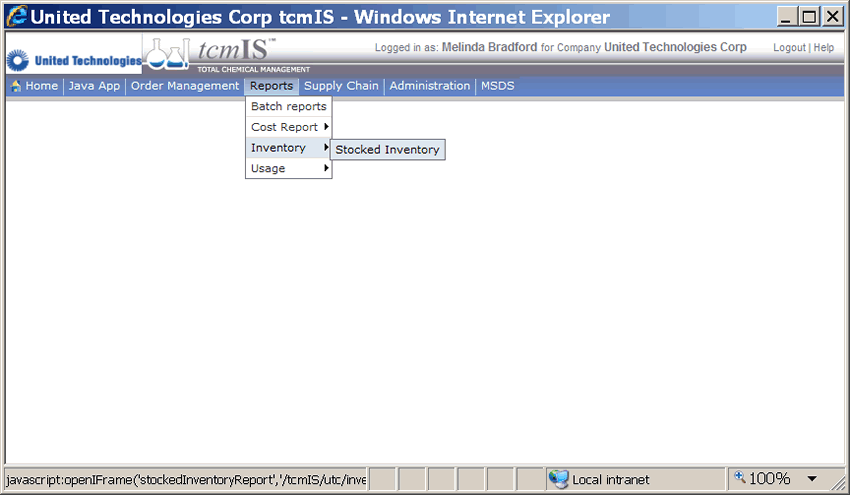 United Technologies Corp tcmIS - Windows Internet Explorer
Logged in as: Melinda Bradford for Company United Technologies Corp Logout | Help
United Technologies tcmIS™
TOTAL CHEMICAL MANAGEMENT
Home Java App Order Management Reports Supply Chain Administration MSDS
Batch reports
Cost Report
Inventory Stocked Inventory
Usage
javascript:openIFrame('stockedInventoryReport','/tcmIS/utc/inve Local intranet 100%